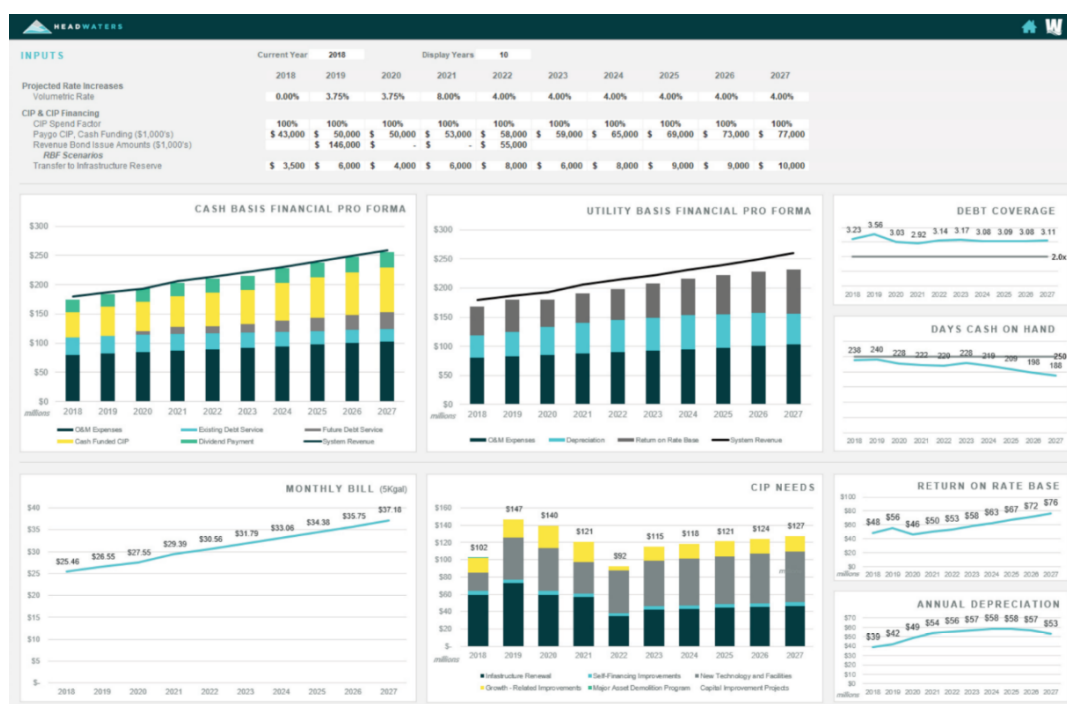 HEADWATERS
W
INPUTS
Current Year 2018 Display Years 10
2018 2019 2020 2021 2022 2023 2024 2025 2026 2027
Projected Rate Increases
Volumetric Rate 0.00% 3.75% 3.75% 8.00% 4.00% 4.00% 4.00% 4.00% 4.00% 4.00%
CIP & CIP Financing
CIP Spend Factor 100% 100% 100% 100% 100% 100% 100% 100% 100% 100%
Paygo CIP, Cash Funding ($1,000's) $ 43,000 $ 50,000 $ 50,000 $ 53,000 $ 58,000 $ 59,000 $ 65,000 $ 69,000 $ 73,000 $ 77,000
Revenue Bond Issue Amounts ($1,000's) $ 146,000 $ - $ - $ 55,000
RBF Scenarios
Transfer to Infrastructure Reserve $ 3,500 $ 6,000 $ 4,000 $ 6,000 $ 8,000 $ 6,000 $ 8,000 $ 9,000 $ 9,000 $ 10,000
CASH BASIS FINANCIAL PRO FORMA
$300
$250
$200
$150
$100
$50
$0
millions 2018 2019 2020 2021 2022 2023 2024 2025 2026 2027
O&M Expenses Existing Debt Service Future Debt Service
Cash Funded CIP Dividend Payment System Revenue
UTILITY BASIS FINANCIAL PRO FORMA
$300
$250
$200
$150
$100
$50
$0
millions 2018 2019 2020 2021 2022 2023 2024 2025 2026 2027
O&M Expenses Depreciation Return on Rate Base System Revenue
DEBT COVERAGE
3.23 3.56 3.03 2.92 3.14 3.17 3.08 3.09 3.08 3.11
2.0x
2018 2019 2020 2021 2022 2023 2024 2025 2026 2027
DAYS CASH ON HAND
238 240 228 222 220 228 219 209 198 188
250
2018 2019 2020 2021 2022 2023 2024 2025 2026 2027
MONTHLY BILL (5Kgal)
$40
$35
$30
$25
$20
$15
$10
$5
$-
$25.46 $26.55 $27.55 $29.39 $30.56 $31.79 $33.06 $34.38 $35.75 $37.18
2018 2019 2020 2021 2022 2023 2024 2025 2026 2027
CIP NEEDS
$160
$140
$120
$100
$80
$60
$40
$20
$-
$102 $147 $140 $121 $92 $115 $118 $121 $124 $127
millions 2018 2019 2020 2021 2022 2023 2024 2025 2026 2027
Infastructure Renewal Self-Financing Improvements New Technology and Facilities
Growth - Related Improvements Major Asset Demolition Program Capital Improvement Projects
RETURN ON RATE BASE
$100
$80
$60
$40
$20
$0
$48 $56 $46 $50 $53 $58 $63 $67 $72 $76
millions 2018 2019 2020 2021 2022 2023 2024 2025 2026 2027
ANNUAL DEPRECIATION
$70
$60
$50
$40
$30
$20
$10
$0
$39 $42 $49 $54 $56 $57 $58 $58 $57 $53
millions 2018 2019 2020 2021 2022 2023 2024 2025 2026 2027